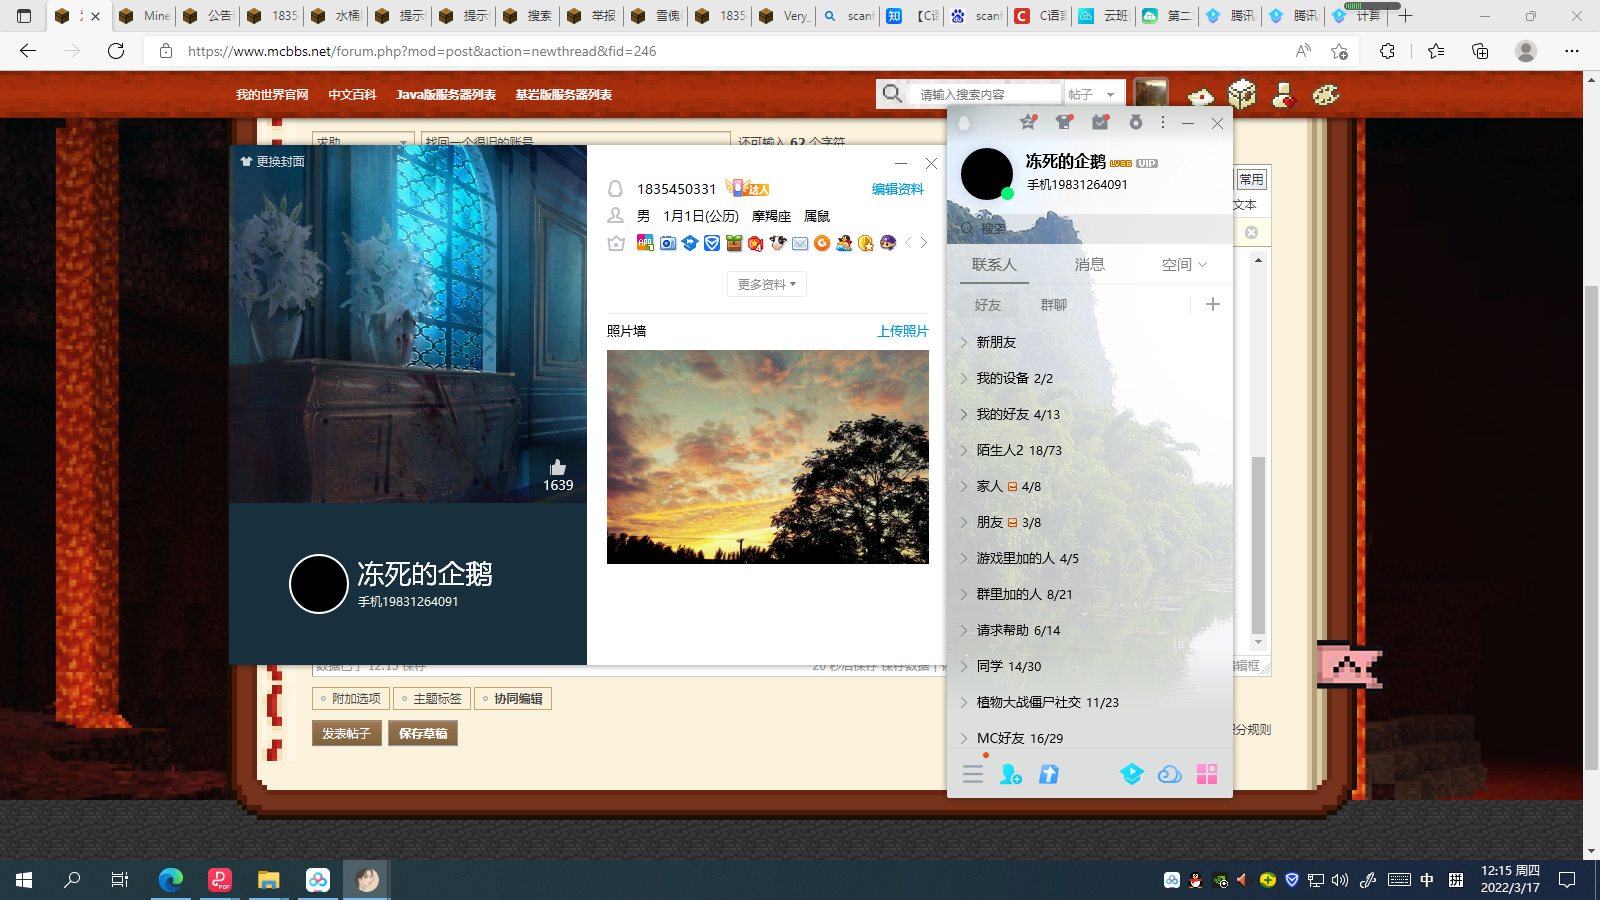 Mine
公告
1835
水桶
提示
提示
搜索
举报
雪傀
1835
Very_
scanf
【C语
scanf
C语言
云班
第二
腾讯
腾讯
计算
https://www.mcbbs.net/forum.php?mod=post&action=newthread&fid=246
我的世界官网 中文百科 Java版服务器列表 基岩版服务器列表
请输入搜索内容 帖子
求助 找回一个很旧的账号 还可输入 62 个字符
更换封面
1835450331 达人 编辑资料
男 1月1日(公历) 摩羯座 属鼠
更多资料
照片墙 上传照片
1639
冻死的企鹅
手机19831264091
冻死的企鹅 VIP
手机19831264091
搜索
联系人 消息 空间
好友 群聊
新朋友
我的设备 2/2
我的好友 4/13
陌生人2 18/73
家人 4/8
朋友 3/8
游戏里加的人 4/5
群里加的人 8/21
请求帮助 6/14
同学 14/30
植物大战僵尸社交 11/23
MC好友 16/29
常用
文本
辑框
数据已于 12:15 保存
20 秒后保存 保存数据
附加选项 主题标签 协同编辑
发表帖子 保存草稿
积分规则
中 拼
12:15 周四
2022/3/17